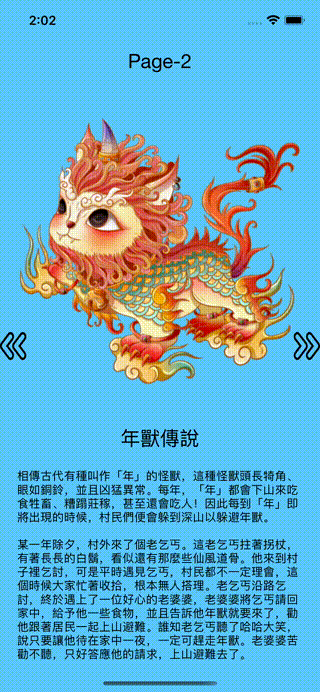 2:02
Page-2
年獸傳說
相傳古代有種叫作「年」的怪獸，這種怪獸頭長犄角、
眼如銅鈴，並且凶猛異常。每年，「年」都會下山來吃
食牲畜、糟蹋莊稼，甚至還會吃人！因此每到「年」即
將出現的時候，村民們便會躲到深山以躲避年獸。
某一年除夕，村外來了個老乞丐。這老乞丐拄著拐杖，
有著長長的白鬍，看似還有那麼些仙風道骨。他來到村
子裡乞討，可是平時遇見乞丐，村民都不一定理會，這
個時候大家忙著收拾，根本無人搭理。老乞丐沿路乞
討，終於遇上了一位好心的老婆婆，老婆婆將乞丐請回
家中，給予他一些食物，並且告訴他年獸就要來了，勸
他跟著居民一起上山避難。誰知老乞丐聽了哈哈大笑，
說只要讓他待在家中一夜，一定可趕走年獸。老婆婆苦
勸不聽，只好答應他的請求，上山避難去了。